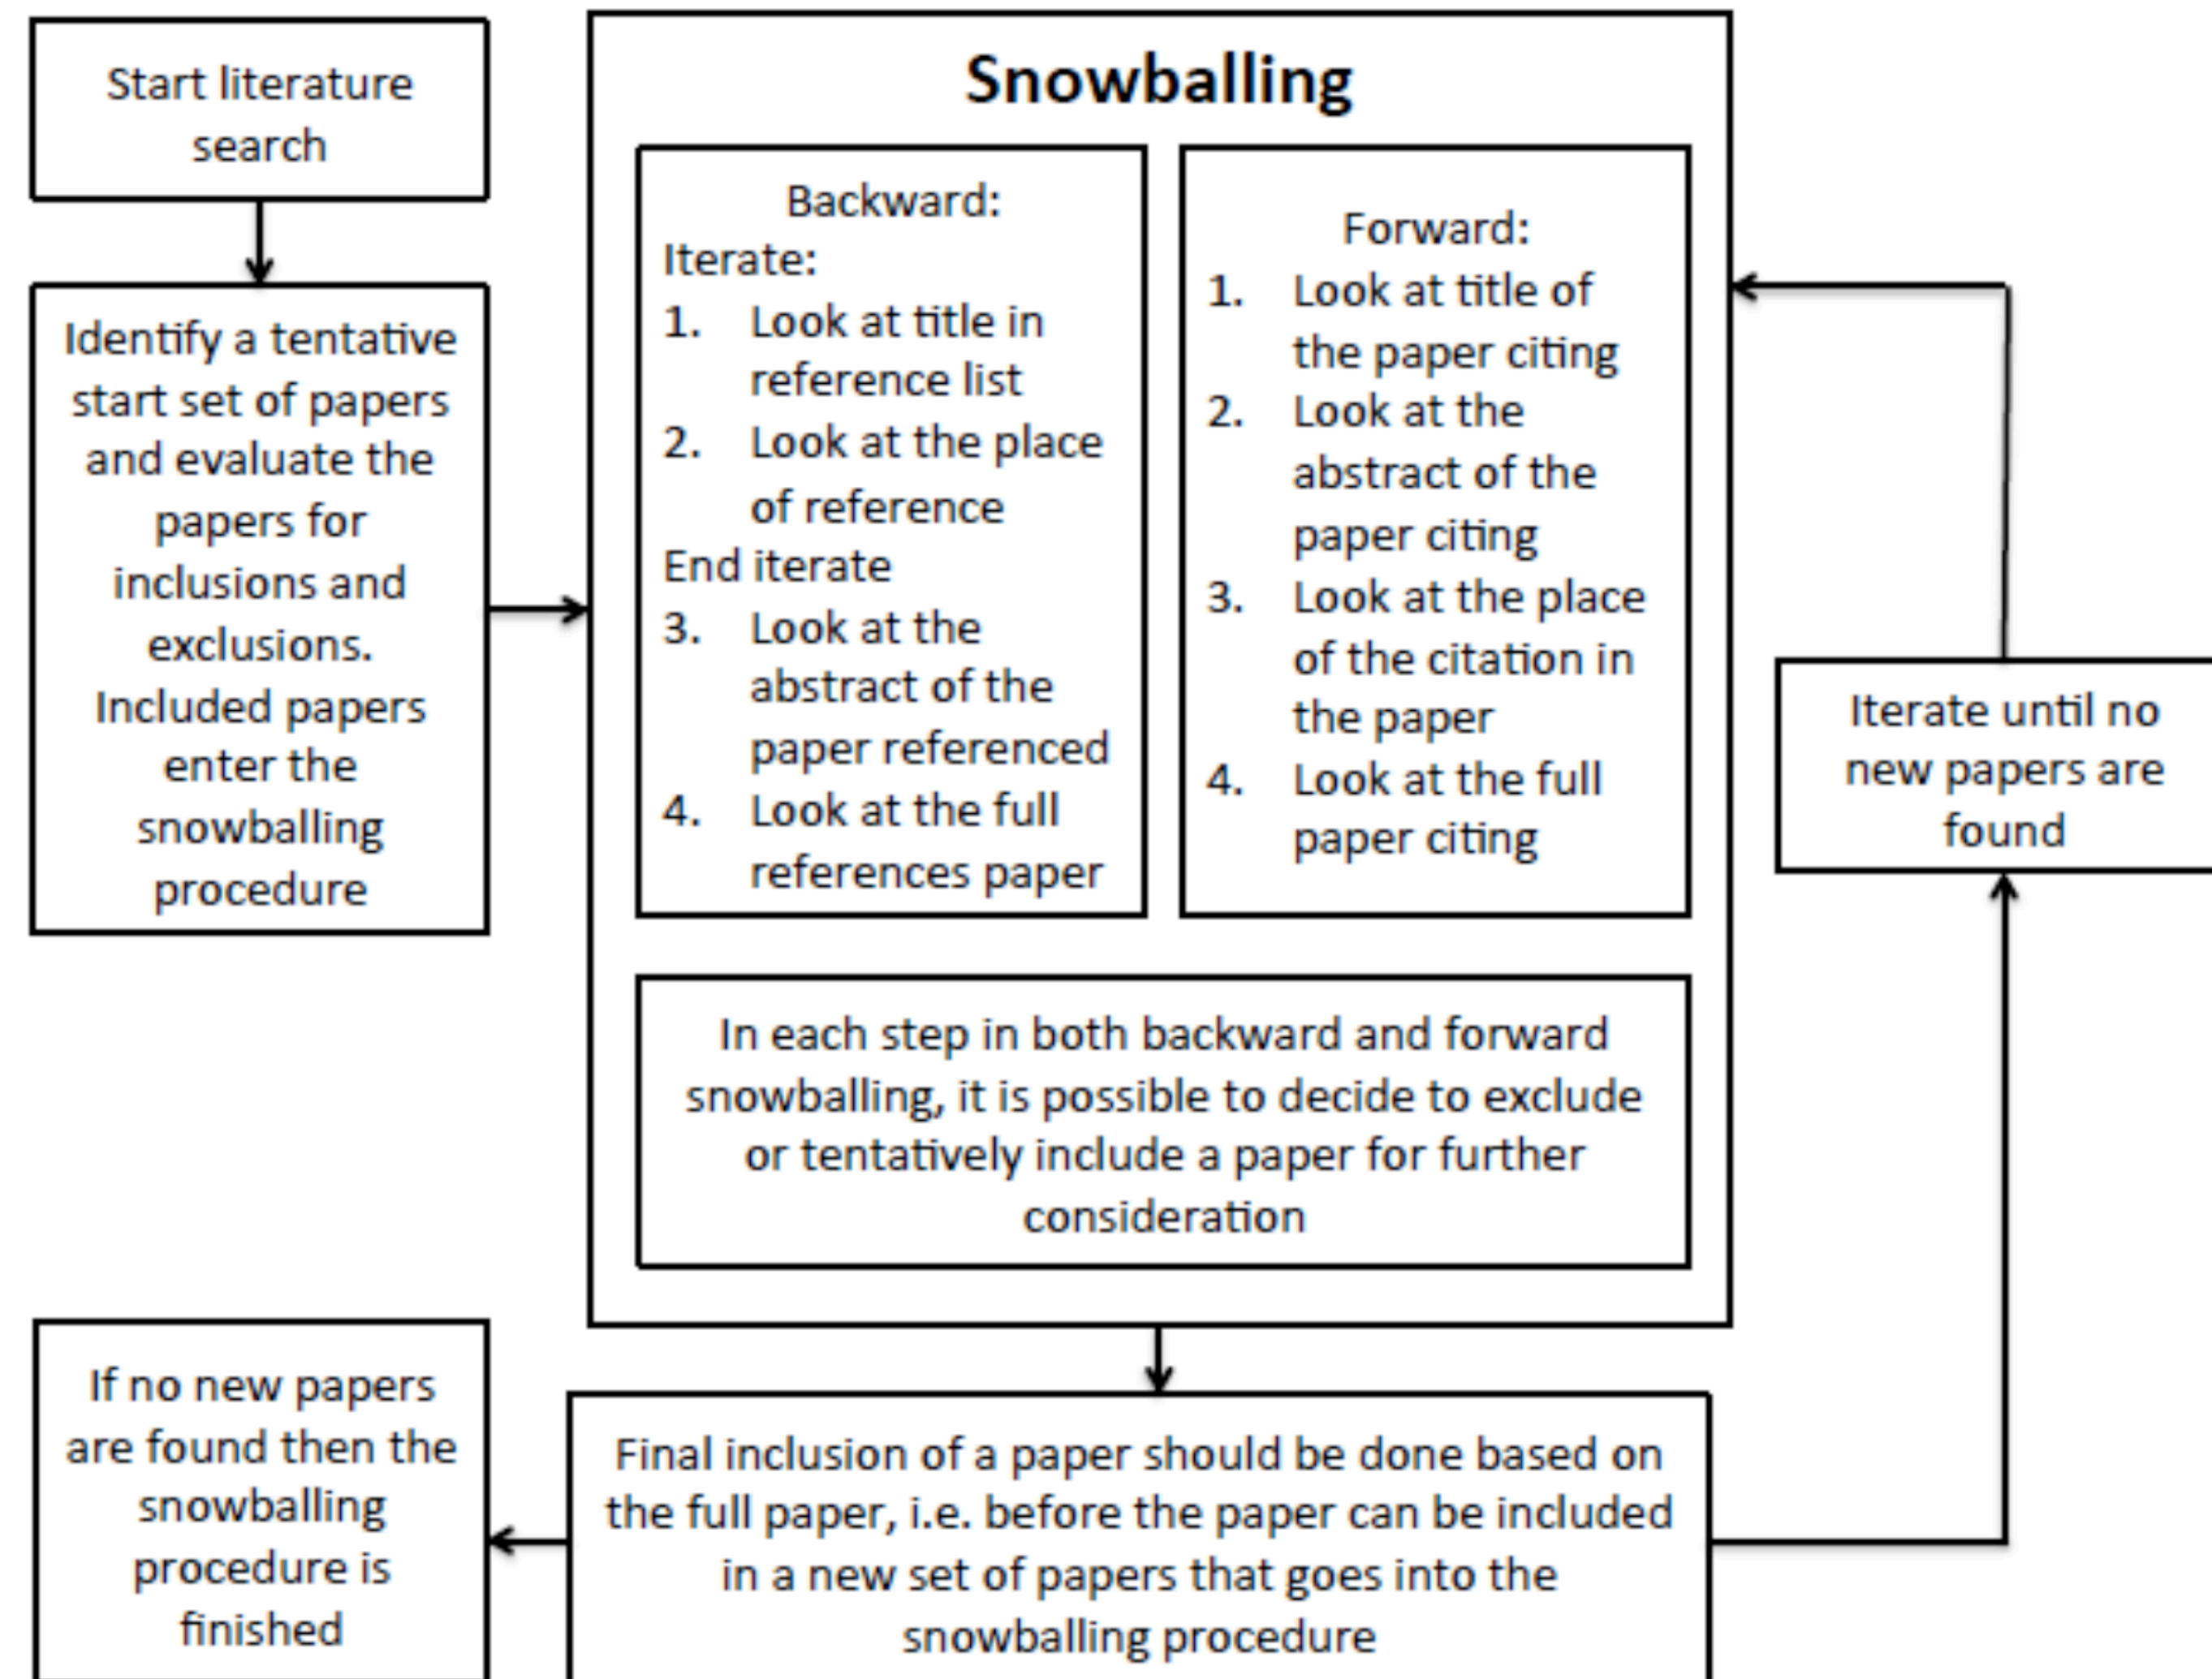 Start literature
search
Identify a tentative
start set of papers
and evaluate the
papers for
inclusions and
exclusions.
Included papers
enter the
snowballing
procedure
Snowballing
Backward:
Iterate:
1. Look at title in
reference list
2. Look at the place
of reference
End iterate
3. Look at the
abstract of the
paper referenced
4. Look at the full
references paper
Forward:
1. Look at title of
the paper citing
2. Look at the
abstract of the
paper citing
3. Look at the place
of the citation in
the paper
4. Look at the full
paper citing
In each step in both backward and forward
snowballing, it is possible to decide to exclude
or tentatively include a paper for further
consideration
Iterate until no
new papers are
found
Final inclusion of a paper should be done based on
the full paper, i.e. before the paper can be included
in a new set of papers that goes into the
snowballing procedure
If no new papers
are found then the
snowballing
procedure is
finished